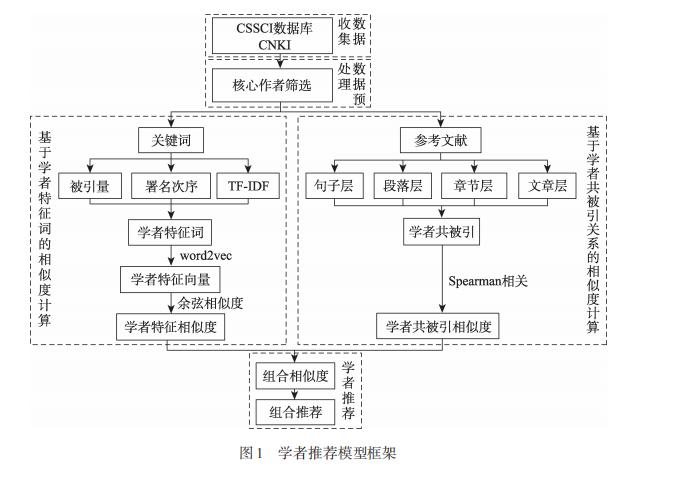 CSSCI数据库
CNKI
数据收集
核心作者筛选
数据预处理
基于学者特征词的相似度计算
关键词
被引量
署名次序
TF-IDF
学者特征词
word2vec
学者特征向量
余弦相似度
学者特征相似度
参考文献
句子层
段落层
章节层
文章层
学者共被引
Spearman相关
学者共被引相似度
基于学者共被引关系的相似度计算
组合相似度
组合推荐
学者推荐
图1 学者推荐模型框架